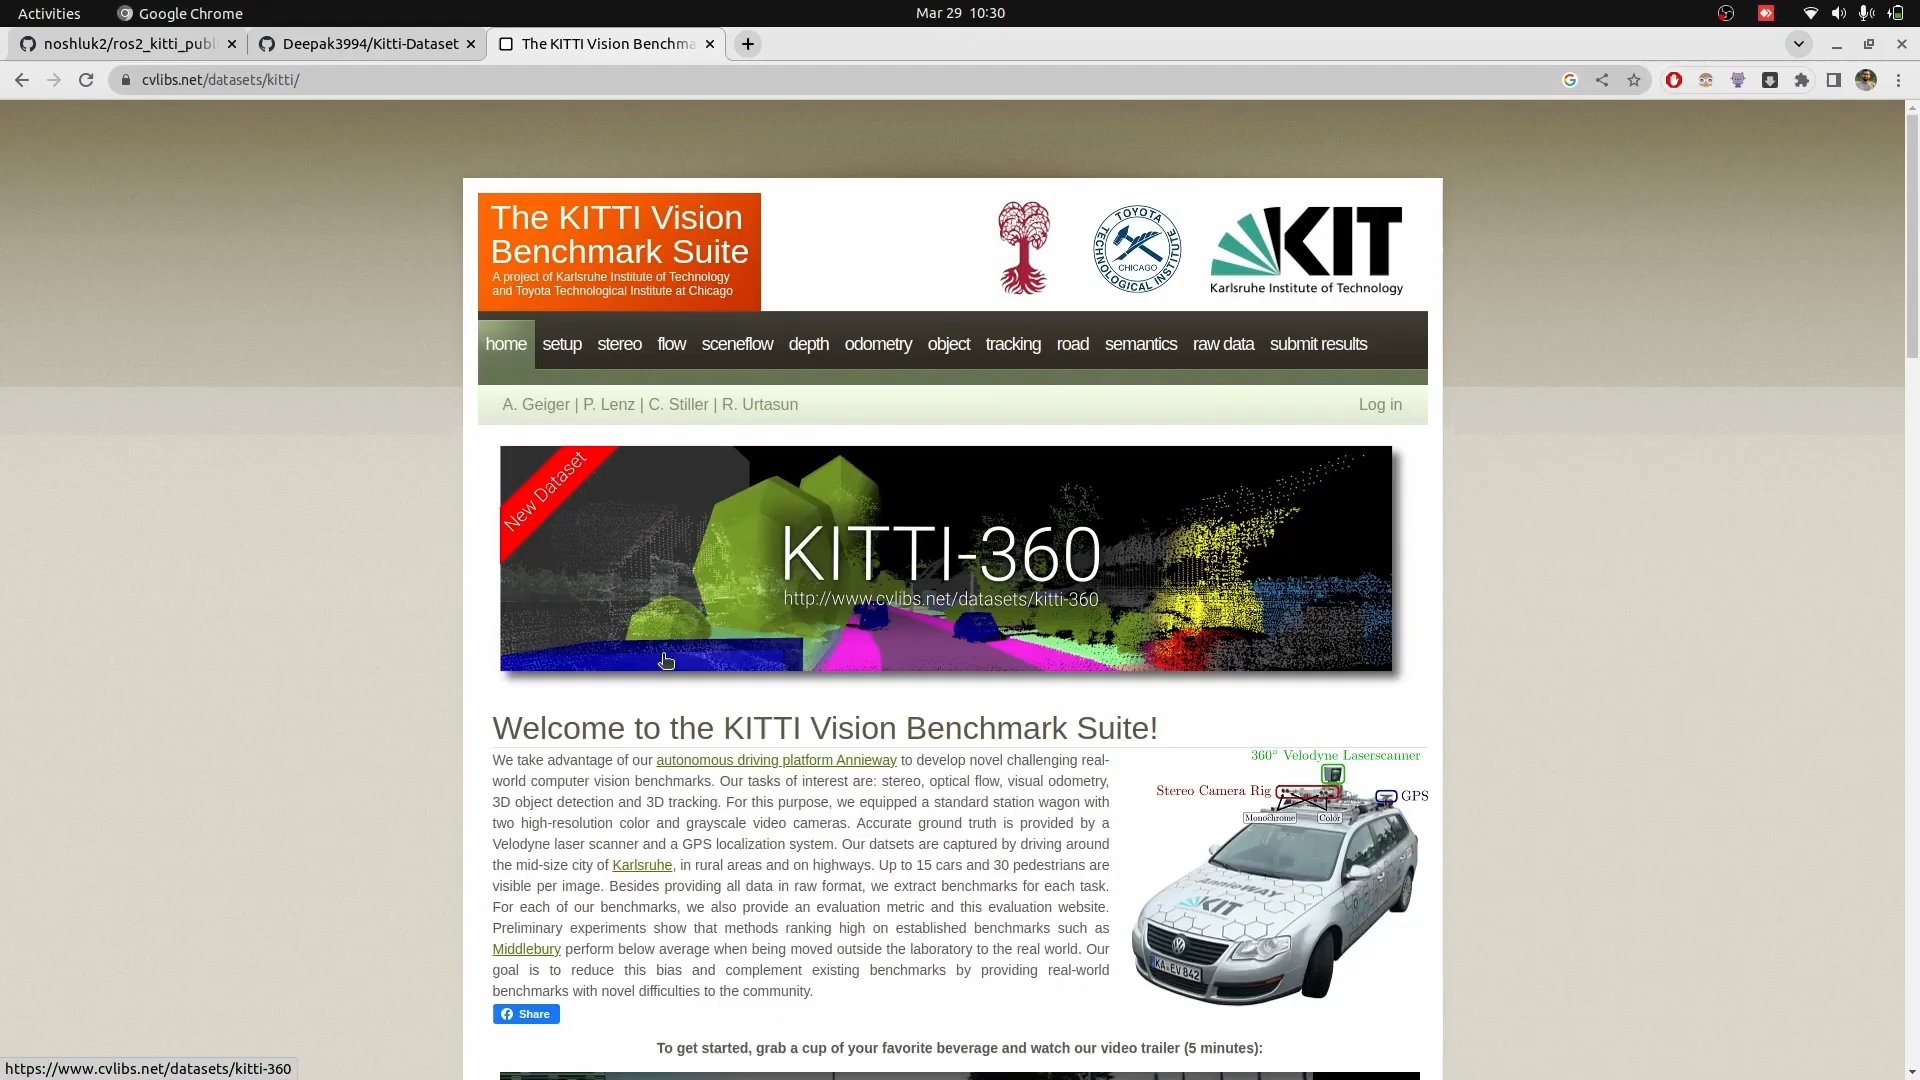 Activities
Google Chrome
Mar 29 10:30
noshluk2/ros2_kitti_publ
Deepak3994/Kitti-Dataset
The KITTI Vision Benchma
cvlibs.net/datasets/kitti/
The KITTI Vision
Benchmark Suite
A project of Karlsruhe Institute of Technology
and Toyota Technological Institute at Chicago
TOYOTA TECHNOLOGICAL INSTITUTE
CHICAGO
KIT
Karlsruhe Institute of Technology
home setup stereo flow sceneflow depth odometry object tracking road semantics raw data submit results
A. Geiger | P. Lenz | C. Stiller | R. Urtasun
Log in
New Dataset
KITTI-360
http://www.cvlibs.net/datasets/kitti-360
Welcome to the KITTI Vision Benchmark Suite!
We take advantage of our autonomous driving platform Annieway to develop novel challenging real-
world computer vision benchmarks. Our tasks of interest are: stereo, optical flow, visual odometry,
3D object detection and 3D tracking. For this purpose, we equipped a standard station wagon with
two high-resolution color and grayscale video cameras. Accurate ground truth is provided by a
Velodyne laser scanner and a GPS localization system. Our datsets are captured by driving around
the mid-size city of Karlsruhe, in rural areas and on highways. Up to 15 cars and 30 pedestrians are
visible per image. Besides providing all data in raw format, we extract benchmarks for each task.
For each of our benchmarks, we also provide an evaluation metric and this evaluation website.
Preliminary experiments show that methods ranking high on established benchmarks such as
Middlebury perform below average when being moved outside the laboratory to the real world. Our
goal is to reduce this bias and complement existing benchmarks by providing real-world
benchmarks with novel difficulties to the community.
360° Velodyne Laserscanner
Stereo Camera Rig
GPS
Monochrome
Color
AnnieWAY
KIT
KA EV 842
Share
To get started, grab a cup of your favorite beverage and watch our video trailer (5 minutes):
https://www.cvlibs.net/datasets/kitti-360